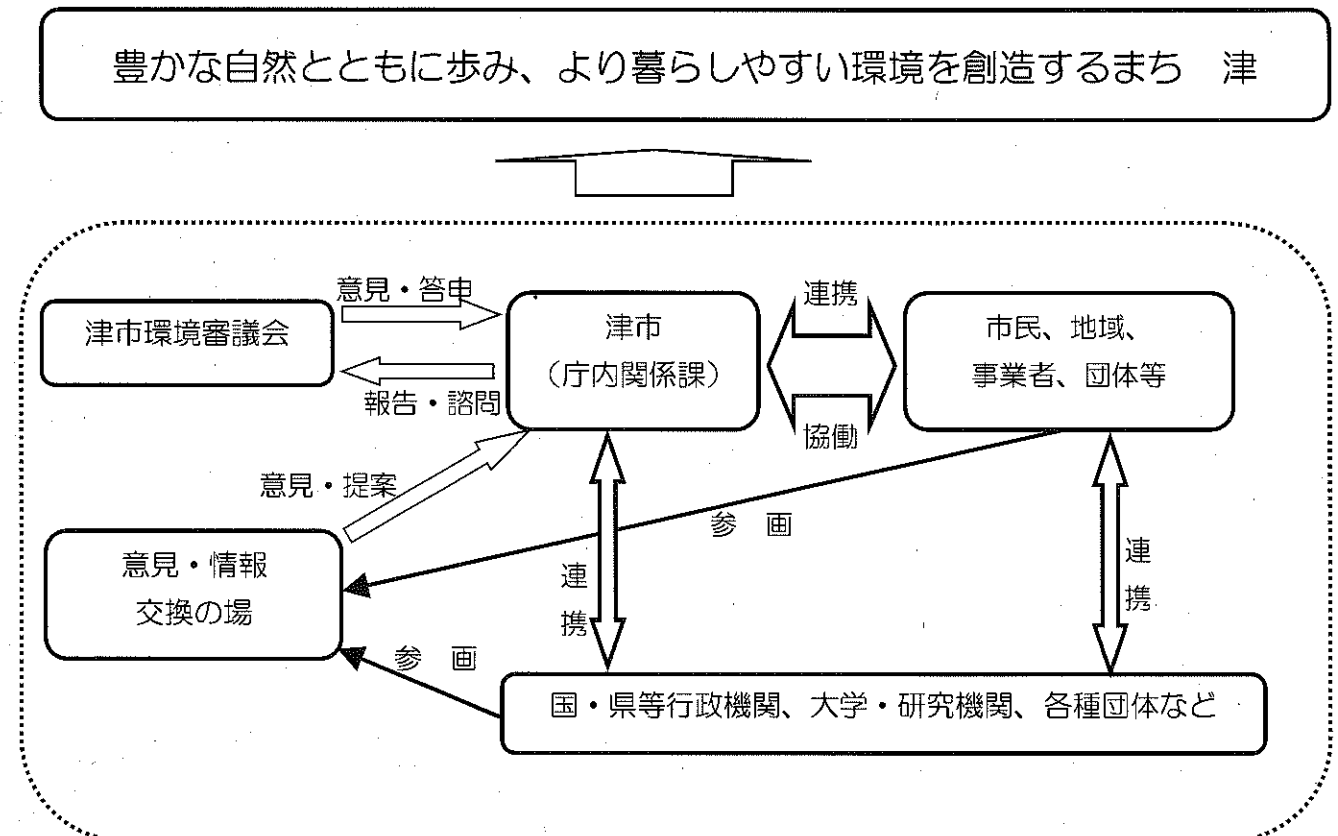 豊かな自然とともに歩み、より暮らしやすい環境を創造するまち　津
意見・答申
津市環境審議会
報告・諮問
津市
（庁内関係課）
連携
協働
市民、地域、
事業者、団体等
意見・提案
参　画
意見・情報
交換の場
連携
連携
参　画
国・県等行政機関、大学・研究機関、各種団体など